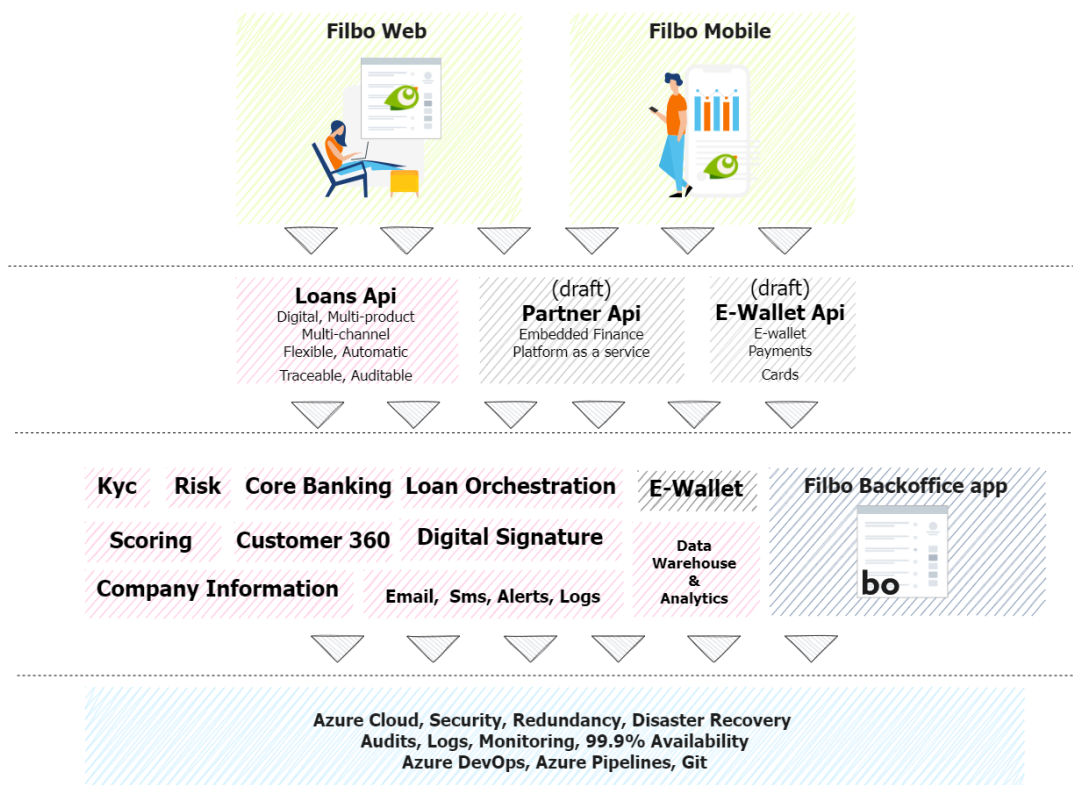 Filbo Web
Filbo Mobile
Loans Api
Digital, Multi-product
Multi-channel
Flexible, Automatic
Traceable, Auditable
(draft)
Partner Api
Embedded Finance
Platform as a service
(draft)
E-Wallet Api
E-wallet
Payments
Cards
Kyc
Risk
Core Banking
Loan Orchestration
E-Wallet
Filbo Backoffice app
Scoring
Customer 360
Digital Signature
Data
Warehouse
&
Analytics
bo
Company Information
Email, Sms, Alerts, Logs
Azure Cloud, Security, Redundancy, Disaster Recovery
Audits, Logs, Monitoring, 99.9% Availability
Azure DevOps, Azure Pipelines, Git